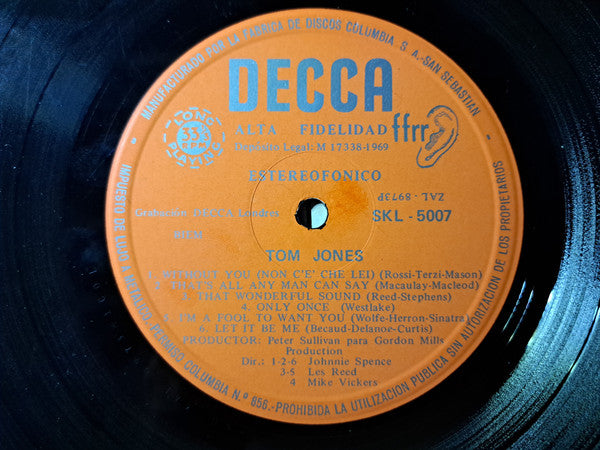 MANUFACTURADO POR LA FABRICA DE DISCOS COLUMBIA, S. A.-SAN SEBASTIAN
DECCA
LONG
33⅓
PLAYING
ALTA FIDELIDAD ffrr
Depósito Legal: M 17338-1969
ESTEREOFONICO
ZAL - 8973P
Grabación: DECCA Londres
SKL - 5007
TOM JONES
1. WITHOUT YOU (NON C'E' CHE LEI) (Rossi-Terzi-Mason)
2. THAT'S ALL ANY MAN CAN SAY (Macaulay-Macleod)
3. THAT WONDERFUL SOUND (Reed-Stephens)
4. ONLY ONCE (Westlake)
5. I'M A FOOL TO WANT YOU (Wolfe-Herron-Sinatra)
6. LET IT BE ME (Becaud-Delanoe-Curtis)
PRODUCTOR: Peter Sullivan para Gordon Mills
Production
Dir.: 1-2-6 Johnnie Spence
3-5 Les Reed
4 Mike Vickers
IMPUESTO DE LUJO A METALICO-PERMISO COLUMBIA N.º 856.-PROHIBIDA LA UTILIZACION PUBLICA SIN AUTORIZACION DE LOS PROPIETARIOS